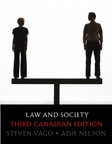 LAW AND SOCIETY
THIRD CANADIAN EDITION
STEVEN VAGO • ADIE NELSON